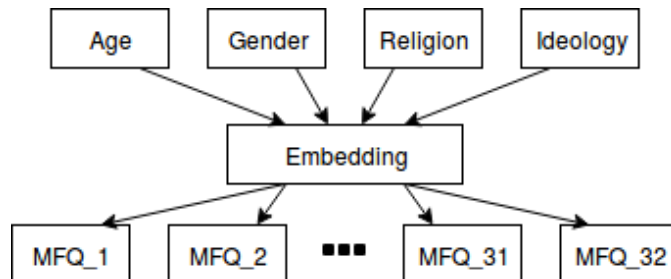 Age
Gender
Religion
Ideology
Embedding
MFQ_1
MFQ_2
MFQ_31
MFQ_32